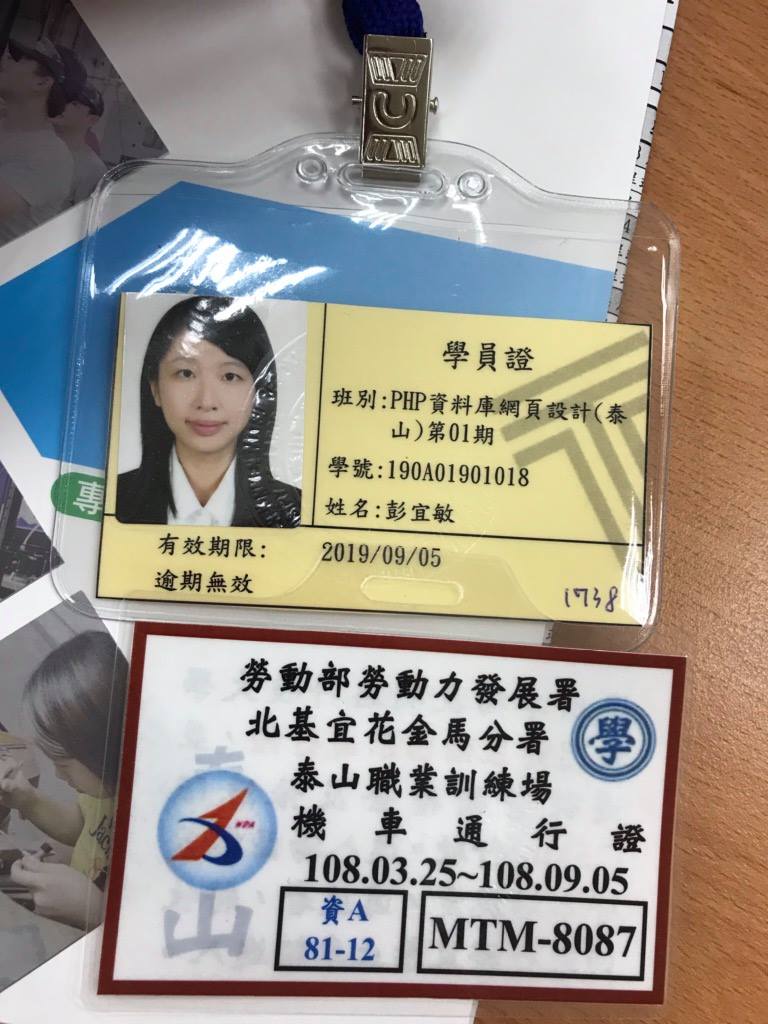 學員證
班別:PHP資料庫網頁設計(泰
山)第01期
學號:190A01901018
姓名:彭宜敏
有效期限: 2019/09/05
逾期無效
1738
專
勞動部勞動力發展署
北基宜花金馬分署
學
泰山職業訓練場
機車通行證
108.03.25~108.09.05
資A
81-12
MTM-8087
山